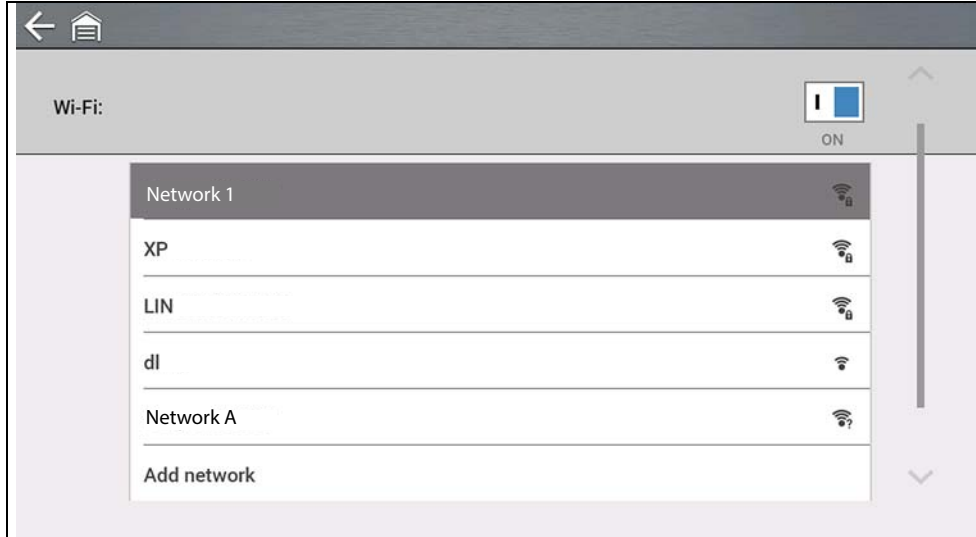 Wi-Fi:
I
ON
Network 1
XP
LIN
dl
Network A
?
Add network